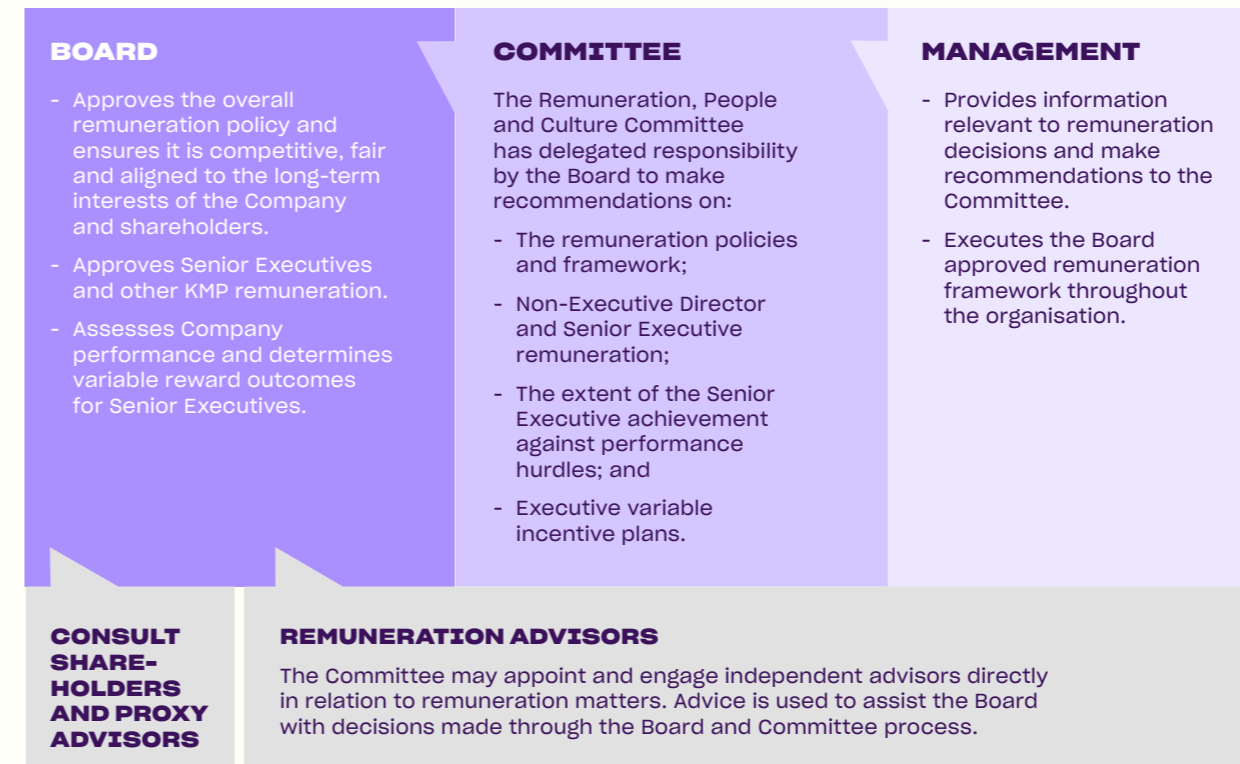 BOARD
- Approves the overall
remuneration policy and
ensures it is competitive, fair
and aligned to the long-term
interests of the Company
and shareholders.
- Approves Senior Executives
and other KMP remuneration.
- Assesses Company
performance and determines
variable reward outcomes
for Senior Executives.
COMMITTEE
The Remuneration, People
and Culture Committee
has delegated responsibility
by the Board to make
recommendations on:
- The remuneration policies
and framework;
- Non-Executive Director
and Senior Executive
remuneration;
- The extent of the Senior
Executive achievement
against performance
hurdles; and
- Executive variable
incentive plans.
MANAGEMENT
- Provides information
relevant to remuneration
decisions and make
recommendations to the
Committee.
- Executes the Board
approved remuneration
framework throughout
the organisation.
CONSULT
SHARE-
HOLDERS
AND PROXY
ADVISORS
REMUNERATION ADVISORS
The Committee may appoint and engage independent advisors directly
in relation to remuneration matters. Advice is used to assist the Board
with decisions made through the Board and Committee process.